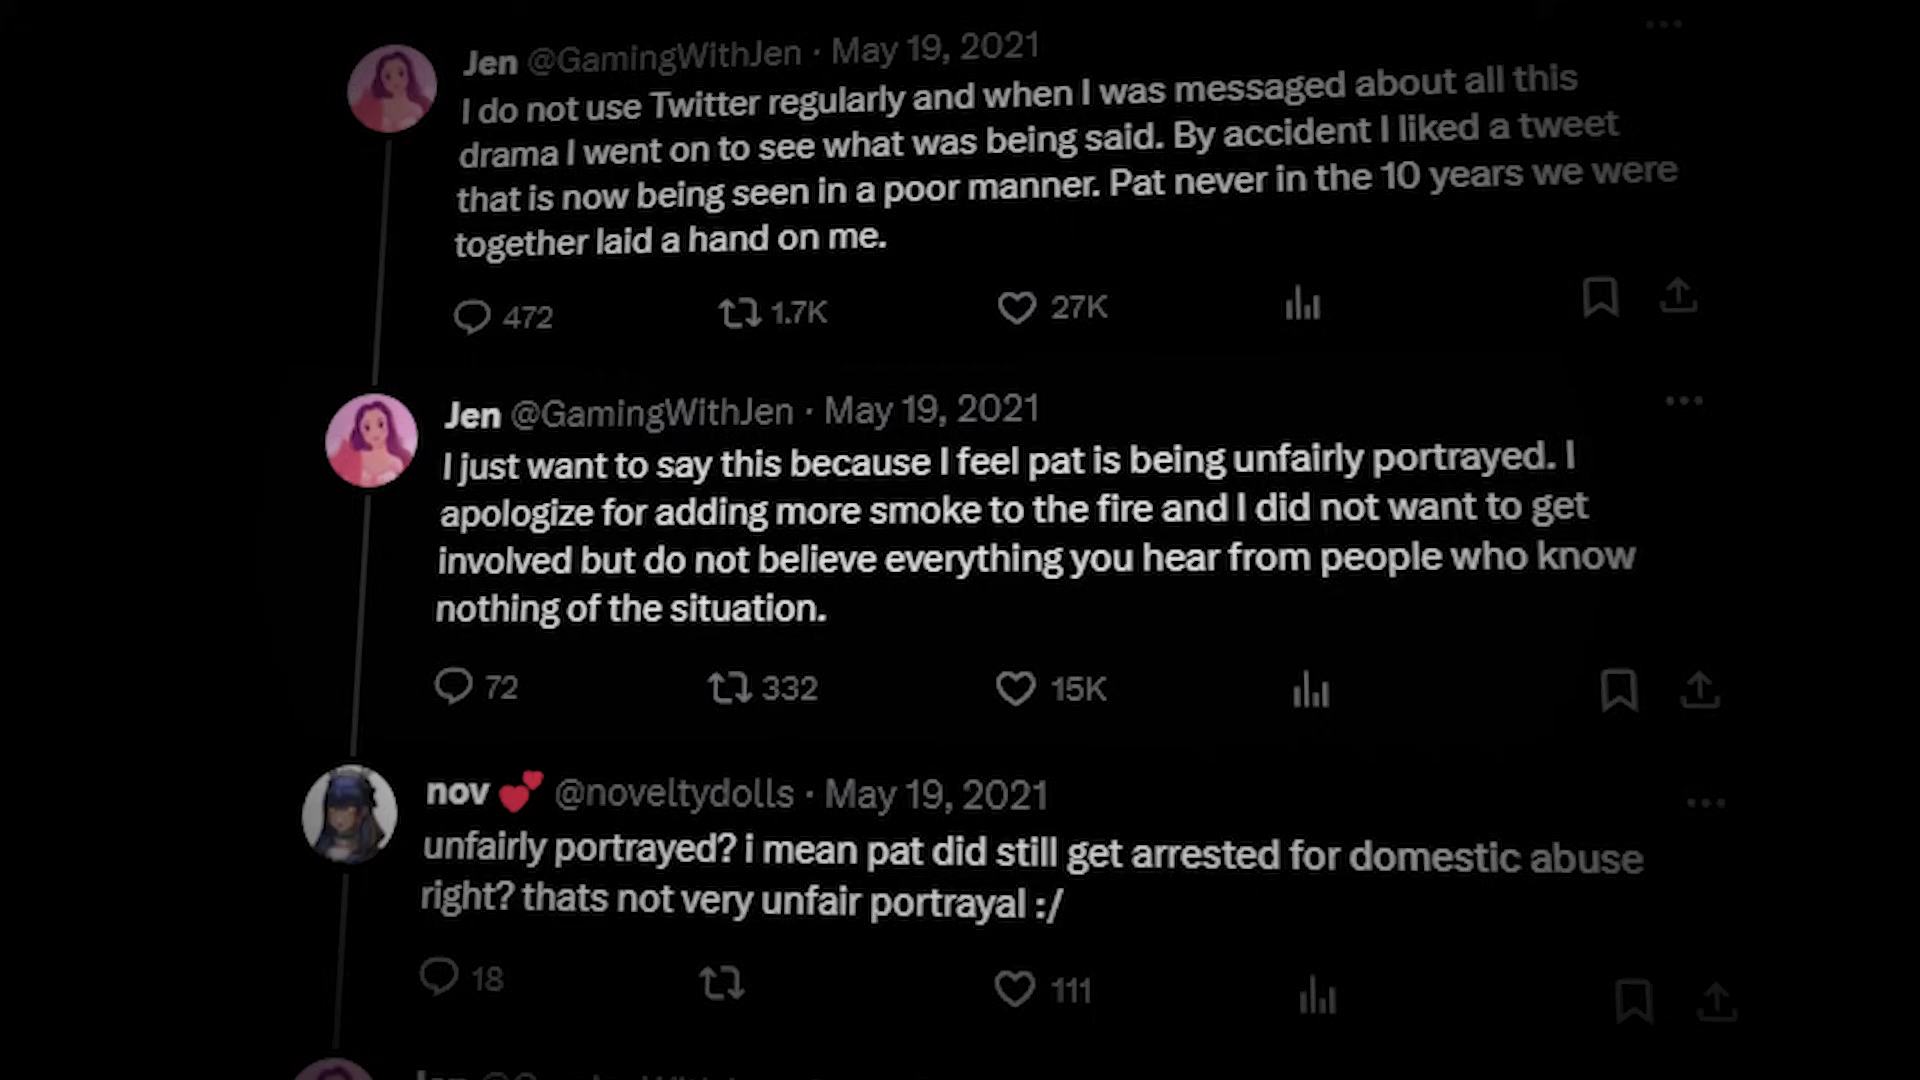 Jen @GamingWithJen · May 19, 2021
I do not use Twitter regularly and when I was messaged about all this
drama I went on to see what was being said. By accident I liked a tweet
that is now being seen in a poor manner. Pat never in the 10 years we were
together laid a hand on me.
472 1.7K 27K
Jen @GamingWithJen · May 19, 2021
I just want to say this because I feel pat is being unfairly portrayed. I
apologize for adding more smoke to the fire and I did not want to get
involved but do not believe everything you hear from people who know
nothing of the situation.
72 332 15K
nov 💕 @noveltydolls · May 19, 2021
unfairly portrayed? i mean pat did still get arrested for domestic abuse
right? thats not very unfair portrayal :/
18 111